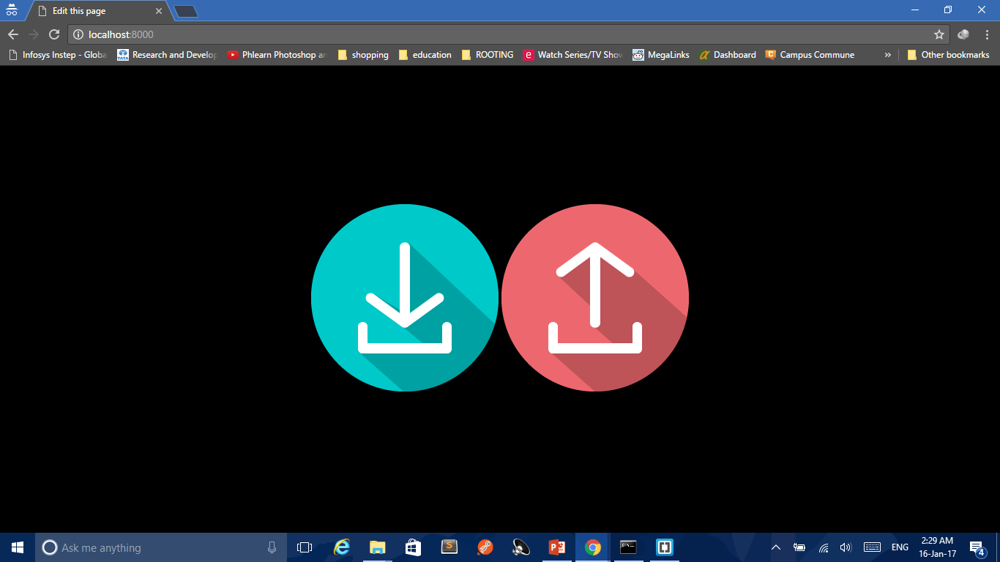 Edit this page
localhost:8000
Infosys Instep - Globa Research and Develop Phlearn Photoshop an shopping education ROOTING Watch Series/TV Show MegaLinks Dashboard Campus Commune » Other bookmarks
Ask me anything
ENG
2:29 AM
16-Jan-17
4